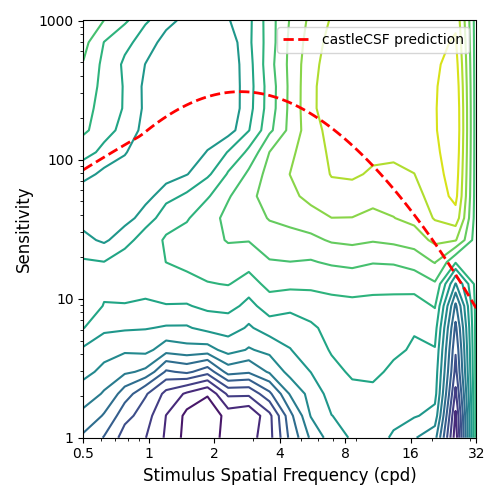 1000
castleCSF prediction
100
Sensitivity
10
1
0.5 1 2 4 8 16 32
Stimulus Spatial Frequency (cpd)